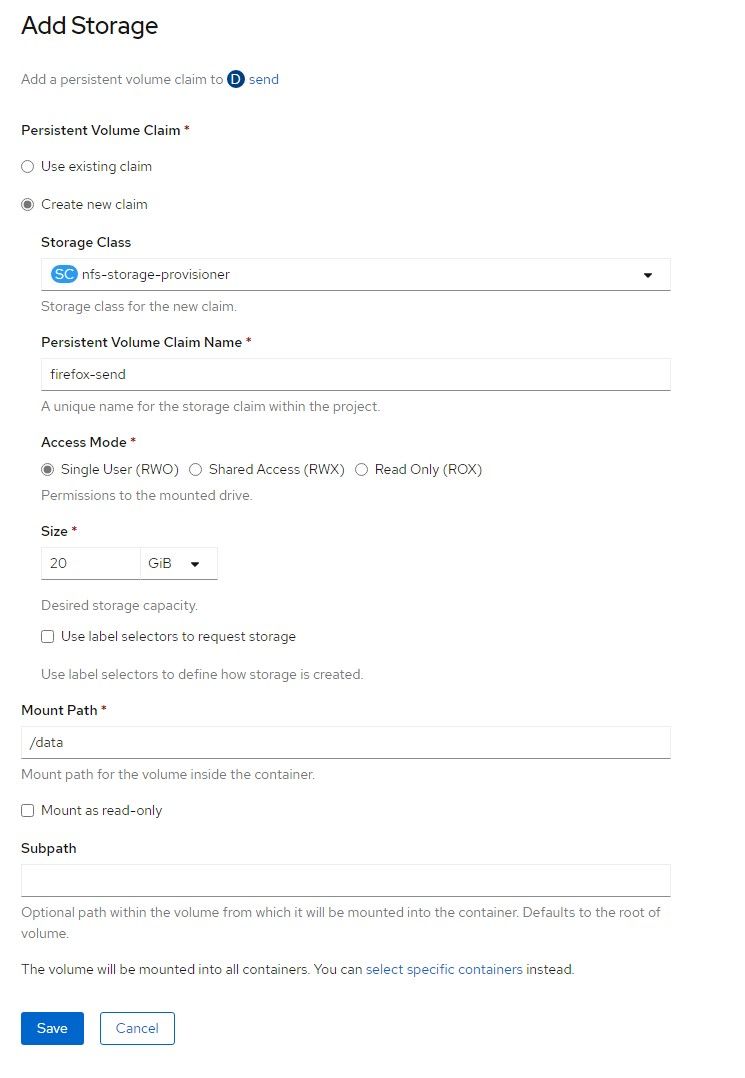 Add Storage
Add a persistent volume claim to D send
Persistent Volume Claim *
Use existing claim
Create new claim
Storage Class
SC nfs-storage-provisioner
Storage class for the new claim.
Persistent Volume Claim Name *
firefox-send
A unique name for the storage claim within the project.
Access Mode *
Single User (RWO) Shared Access (RWX) Read Only (ROX)
Permissions to the mounted drive.
Size *
20 GiB
Desired storage capacity.
Use label selectors to request storage
Use label selectors to define how storage is created.
Mount Path *
/data
Mount path for the volume inside the container.
Mount as read-only
Subpath
Optional path within the volume from which it will be mounted into the container. Defaults to the root of
volume.
The volume will be mounted into all containers. You can select specific containers instead.
Save Cancel